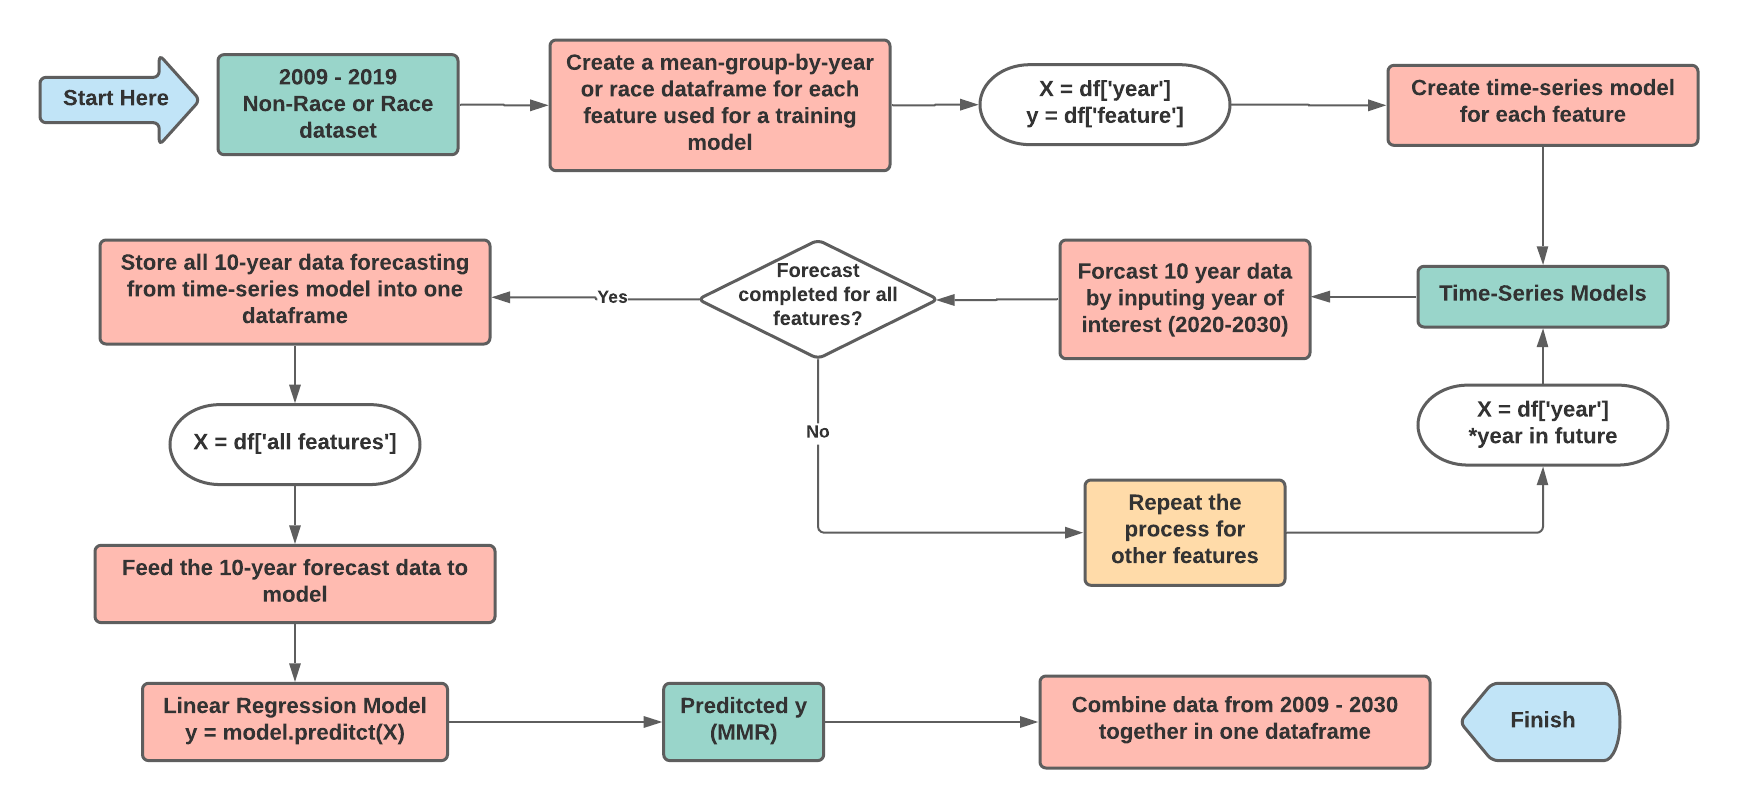 Start Here
2009 - 2019
Non-Race or Race
dataset
Create a mean-group-by-year
or race dataframe for each
feature used for a training
model
X = df['year']
y = df['feature']
Create time-series model
for each feature
Time-Series Models
Forcast 10 year data
by inputing year of
interest (2020-2030)
Forecast
completed for all
features?
Yes
Store all 10-year data forecasting
from time-series model into one
dataframe
X = df['year']
*year in future
No
X = df['all features']
Repeat the
process for
other features
Feed the 10-year forecast data to
model
Linear Regression Model
y = model.preditct(X)
Preditcted y
(MMR)
Combine data from 2009 - 2030
together in one dataframe
Finish